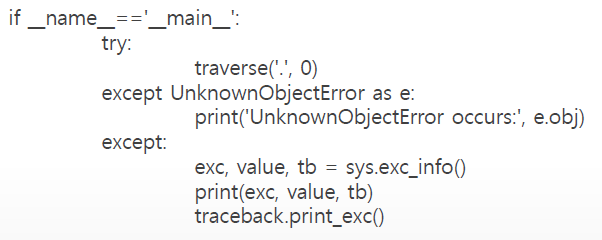 if __name__=='__main__':
try:
traverse('.', 0)
except UnknownObjectError as e:
print('UnknownObjectError occurs:', e.obj)
except:
exc, value, tb = sys.exc_info()
print(exc, value, tb)
traceback.print_exc()